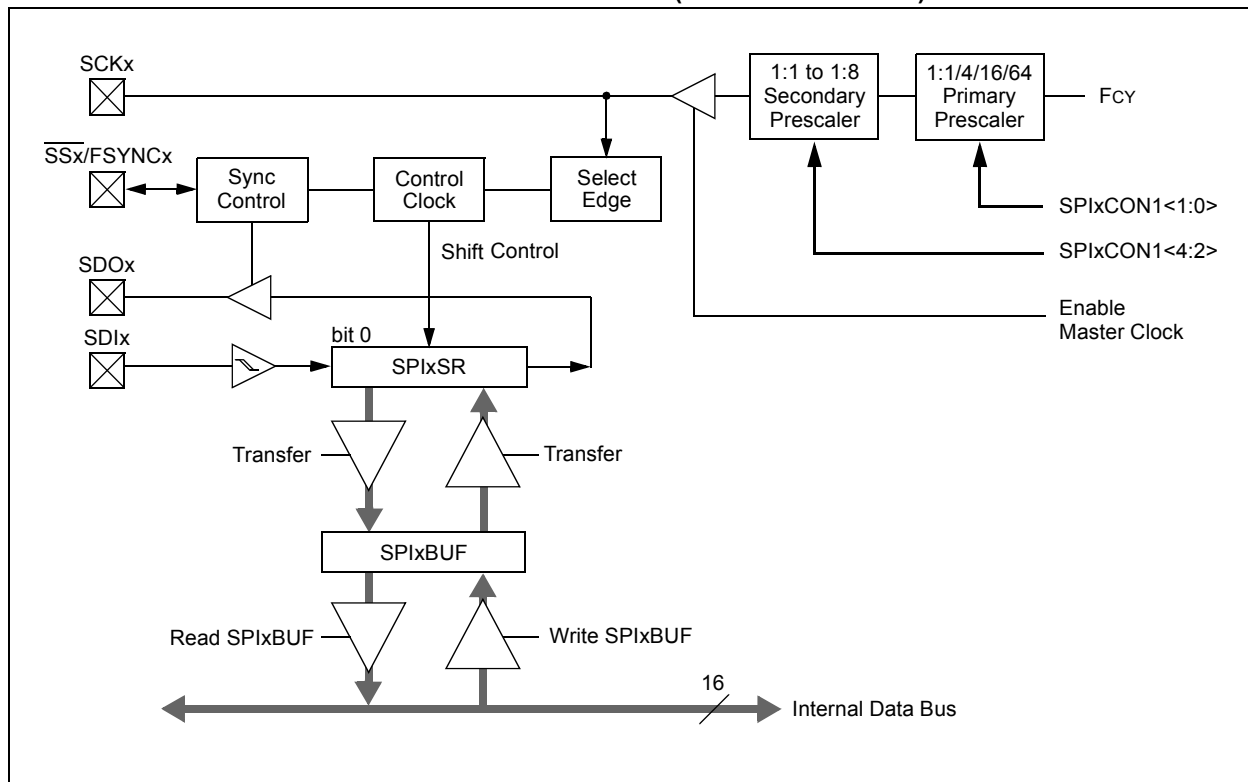 SCKx
1:1 to 1:8
Secondary
Prescaler
1:1/4/16/64
Primary
Prescaler
FCY
SSx/FSYNCx
Sync
Control
Control
Clock
Select
Edge
SPIxCON1<1:0>
Shift Control
SPIxCON1<4:2>
SDOx
Enable
Master Clock
SDIx
bit 0
SPIxSR
Transfer
Transfer
SPIxBUF
Read SPIxBUF
Write SPIxBUF
16
Internal Data Bus